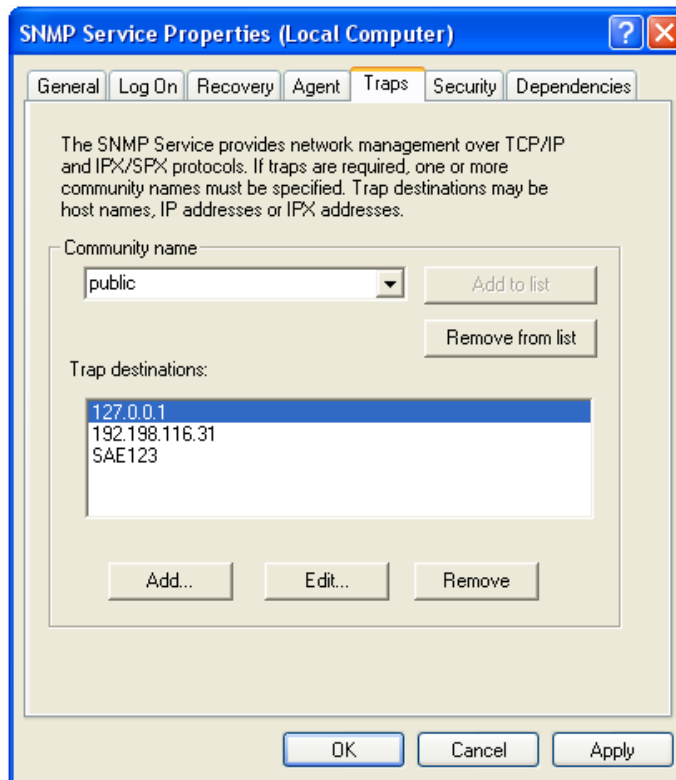 SNMP Service Properties (Local Computer)
General Log On Recovery Agent Traps Security Dependencies
The SNMP Service provides network management over TCP/IP
and IPX/SPX protocols. If traps are required, one or more
community names must be specified. Trap destinations may be
host names, IP addresses or IPX addresses.
Community name
public Add to list
Remove from list
Trap destinations:
127.0.0.1
192.198.116.31
SAE123
Add... Edit... Remove
OK Cancel Apply